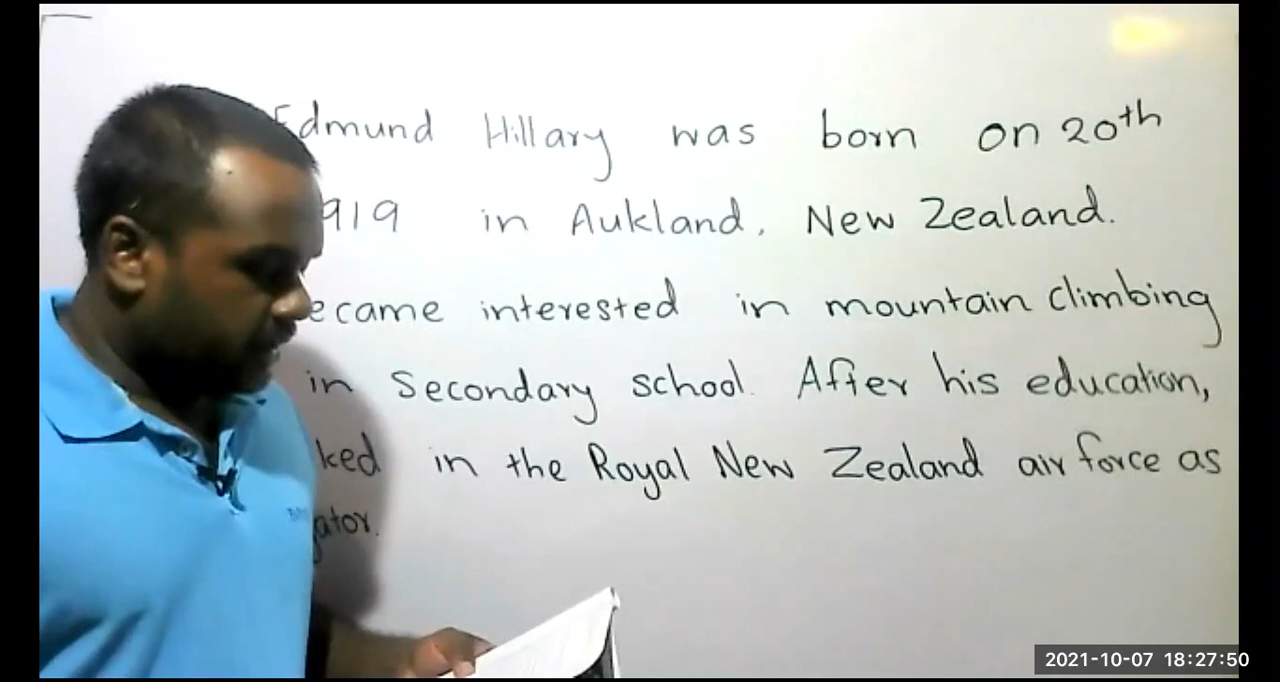 Edmund Hillary was born on 20th
919 in Aukland, New Zealand.
ecame interested in mountain climbing
in Secondary school. After his education,
ked in the Royal New Zealand air force as
gator.
2021-10-07 18:27:50